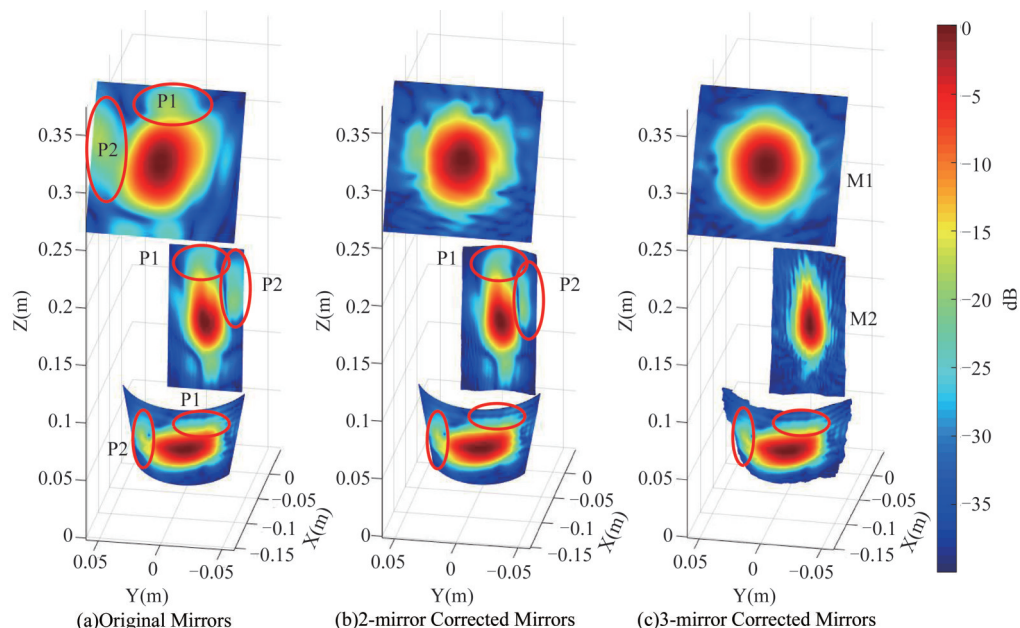 0
P1
−5
0.35
P2
−10
0.3
M1
0.25
P1
P1
−15
P2
P2
Z(m)
0.2
Z(m)
0.2
Z(m)
0.2
M2
−20
dB
0.15
0.15
0.15
−25
P1
0.1
0.1
0.1
P2
−30
0.05
0
0.05
0
0.05
0
−0.05
−0.05
−0.05
−0.1
X(m)
−0.1
X(m)
−0.1
X(m)
−35
0
−0.15
0
−0.15
0
−0.15
0.05
0
−0.05
0.05
0
−0.05
0.05
0
−0.05
Y(m)
Y(m)
Y(m)
(a)Original Mirrors
(b)2-mirror Corrected Mirrors
(c)3-mirror Corrected Mirrors
0.35
0.3
0.25
0.35
0.3
0.25